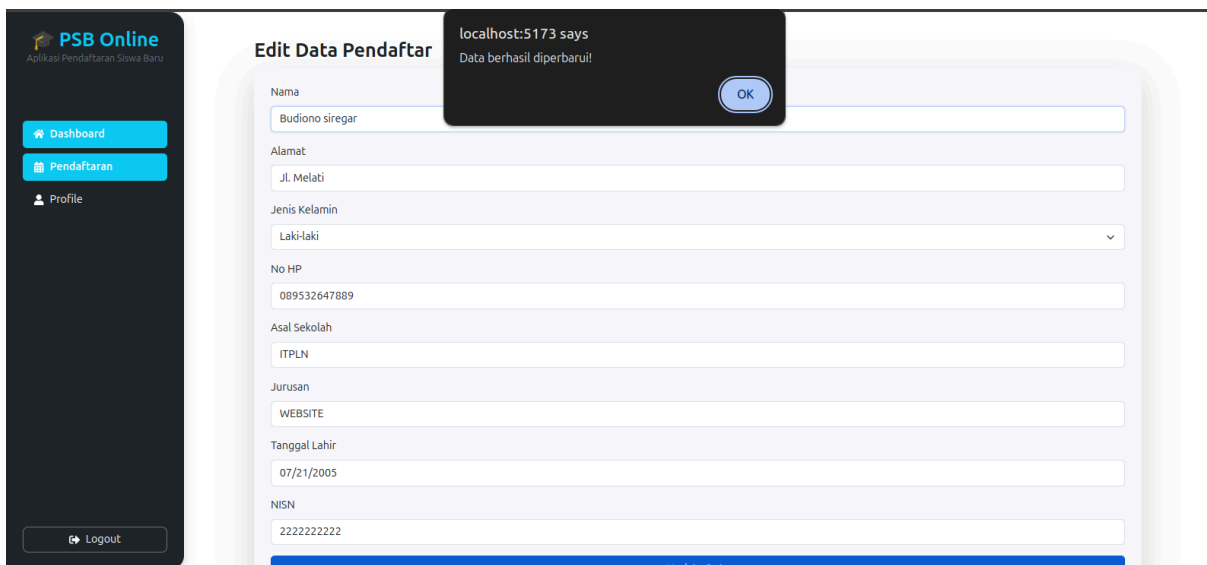 PSB Online
Aplikasi Pendaftaran Siswa Baru
Dashboard
Pendaftaran
Profile
Logout
Edit Data Pendaftar
localhost:5173 says
Data berhasil diperbarui!
OK
Nama
Budiono siregar
Alamat
Jl. Melati
Jenis Kelamin
Laki-laki
No HP
089532647889
Asal Sekolah
ITPLN
Jurusan
WEBSITE
Tanggal Lahir
07/21/2005
NISN
2222222222